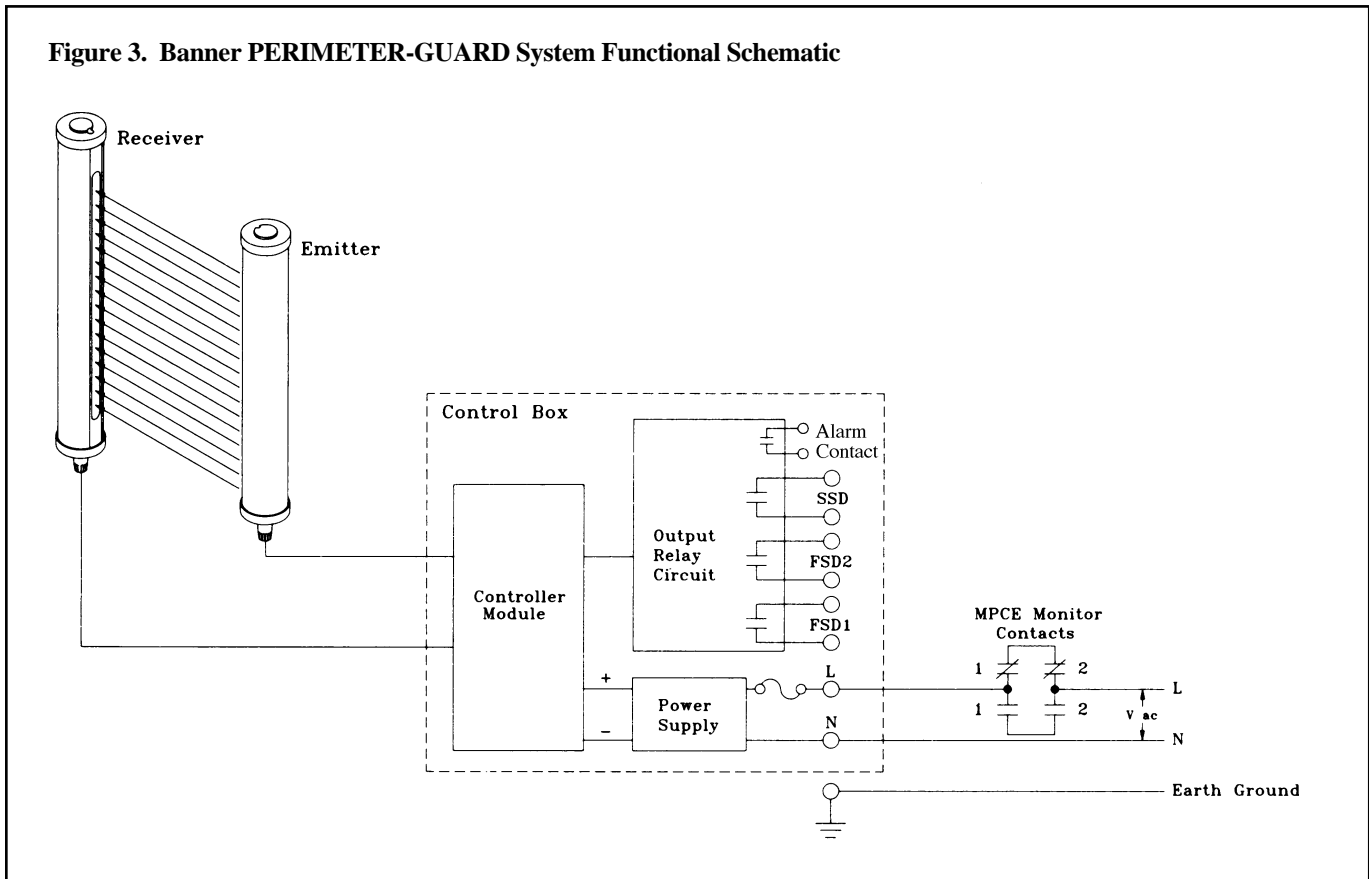 Figure 3. Banner PERIMETER-GUARD System Functional Schematic
Receiver
Emitter
Control Box
Alarm
Contact
SSD
Output
Relay
Circuit
FSD2
Controller
Module
FSD1
MPCE Monitor
Contacts
1
2
L
+
L
Power
Supply
1
2
V ac
N
-
N
Earth Ground